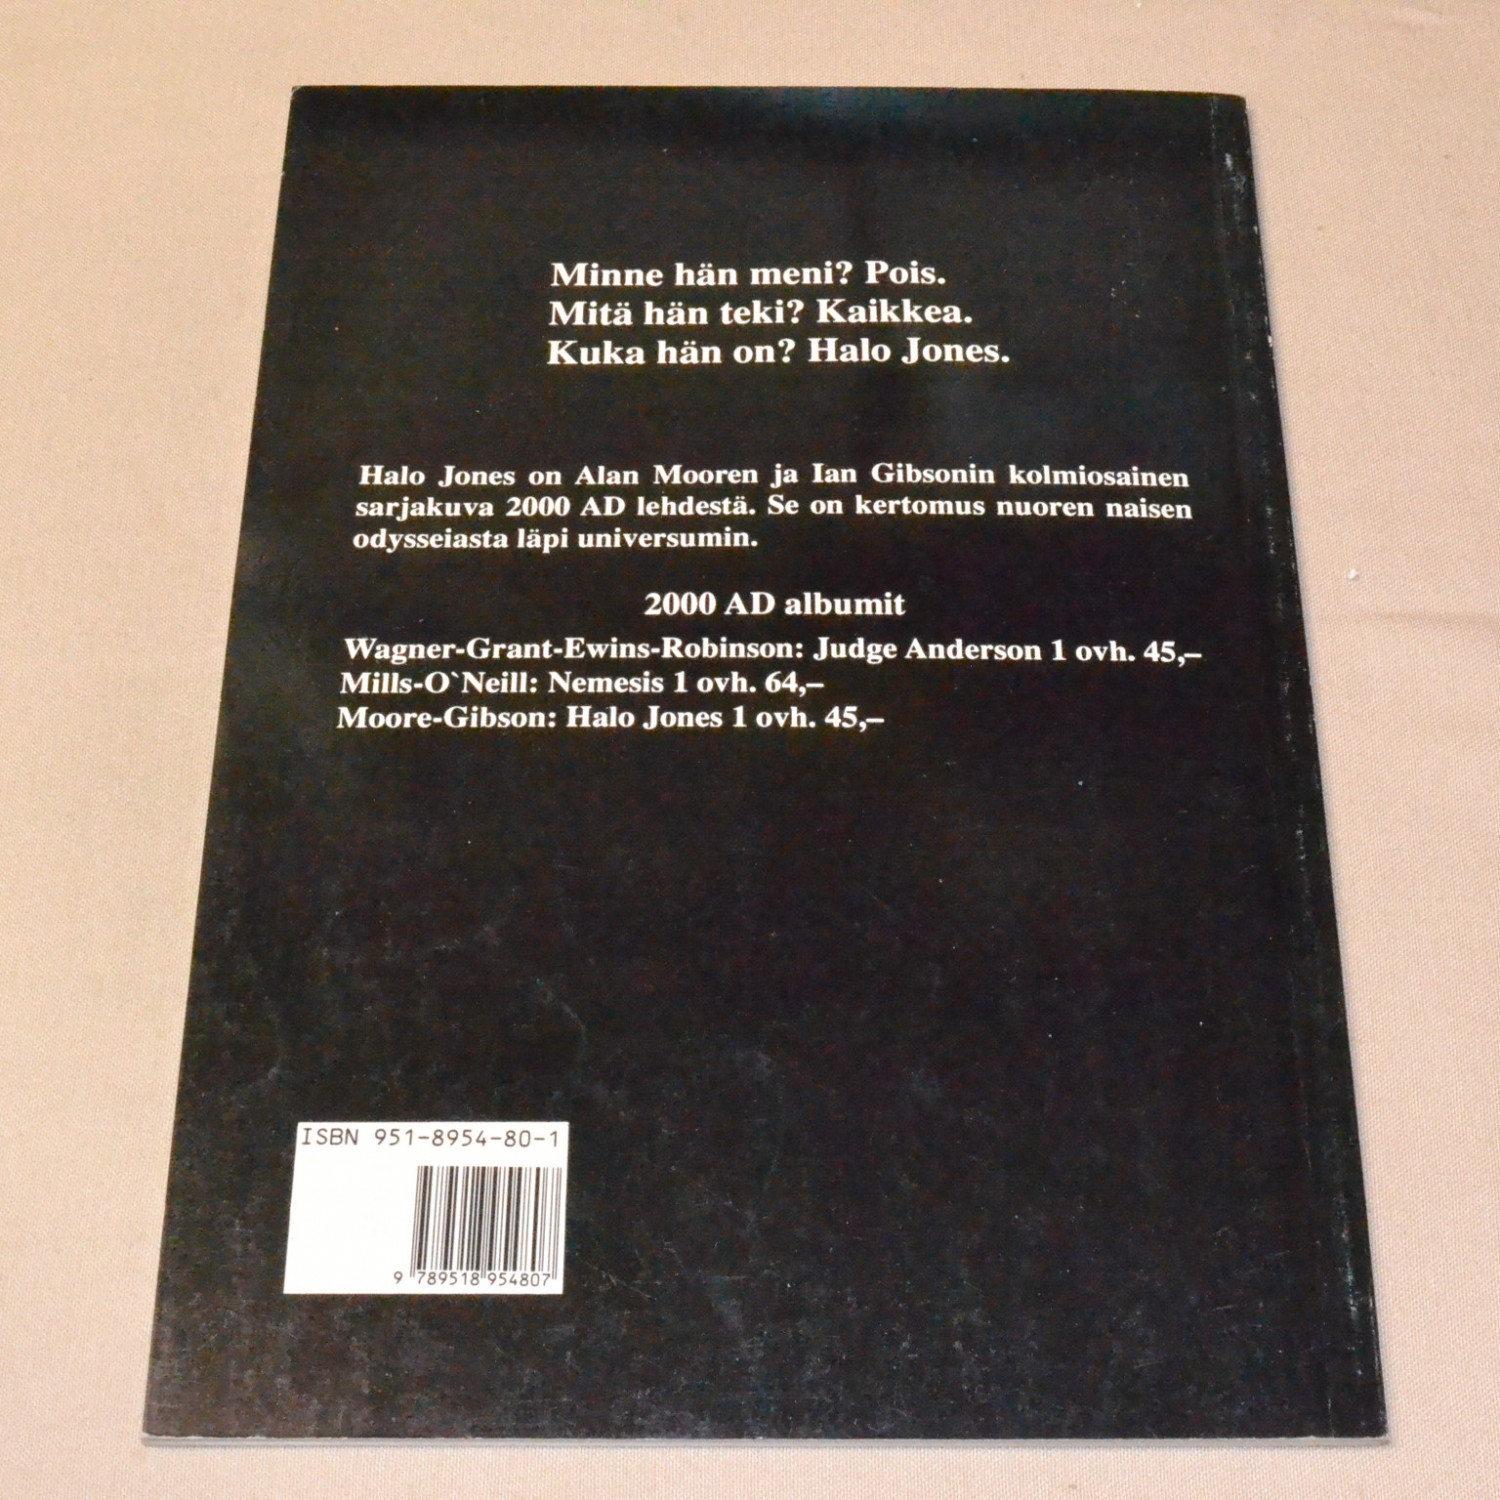 Minne hän meni? Pois.
Mitä hän teki? Kaikkea.
Kuka hän on? Halo Jones.
Halo Jones on Alan Mooren ja Ian Gibsonin kolmiosainen
sarjakuva 2000 AD lehdestä. Se on kertomus nuoren naisen
odysseiasta läpi universumin.
2000 AD albumit
Wagner-Grant-Ewins-Robinson: Judge Anderson 1 ovh. 45,–
Mills-O`Neill: Nemesis 1 ovh. 64,–
Moore-Gibson: Halo Jones 1 ovh. 45,–
ISBN 951-8954-80-1
9 789518 954807